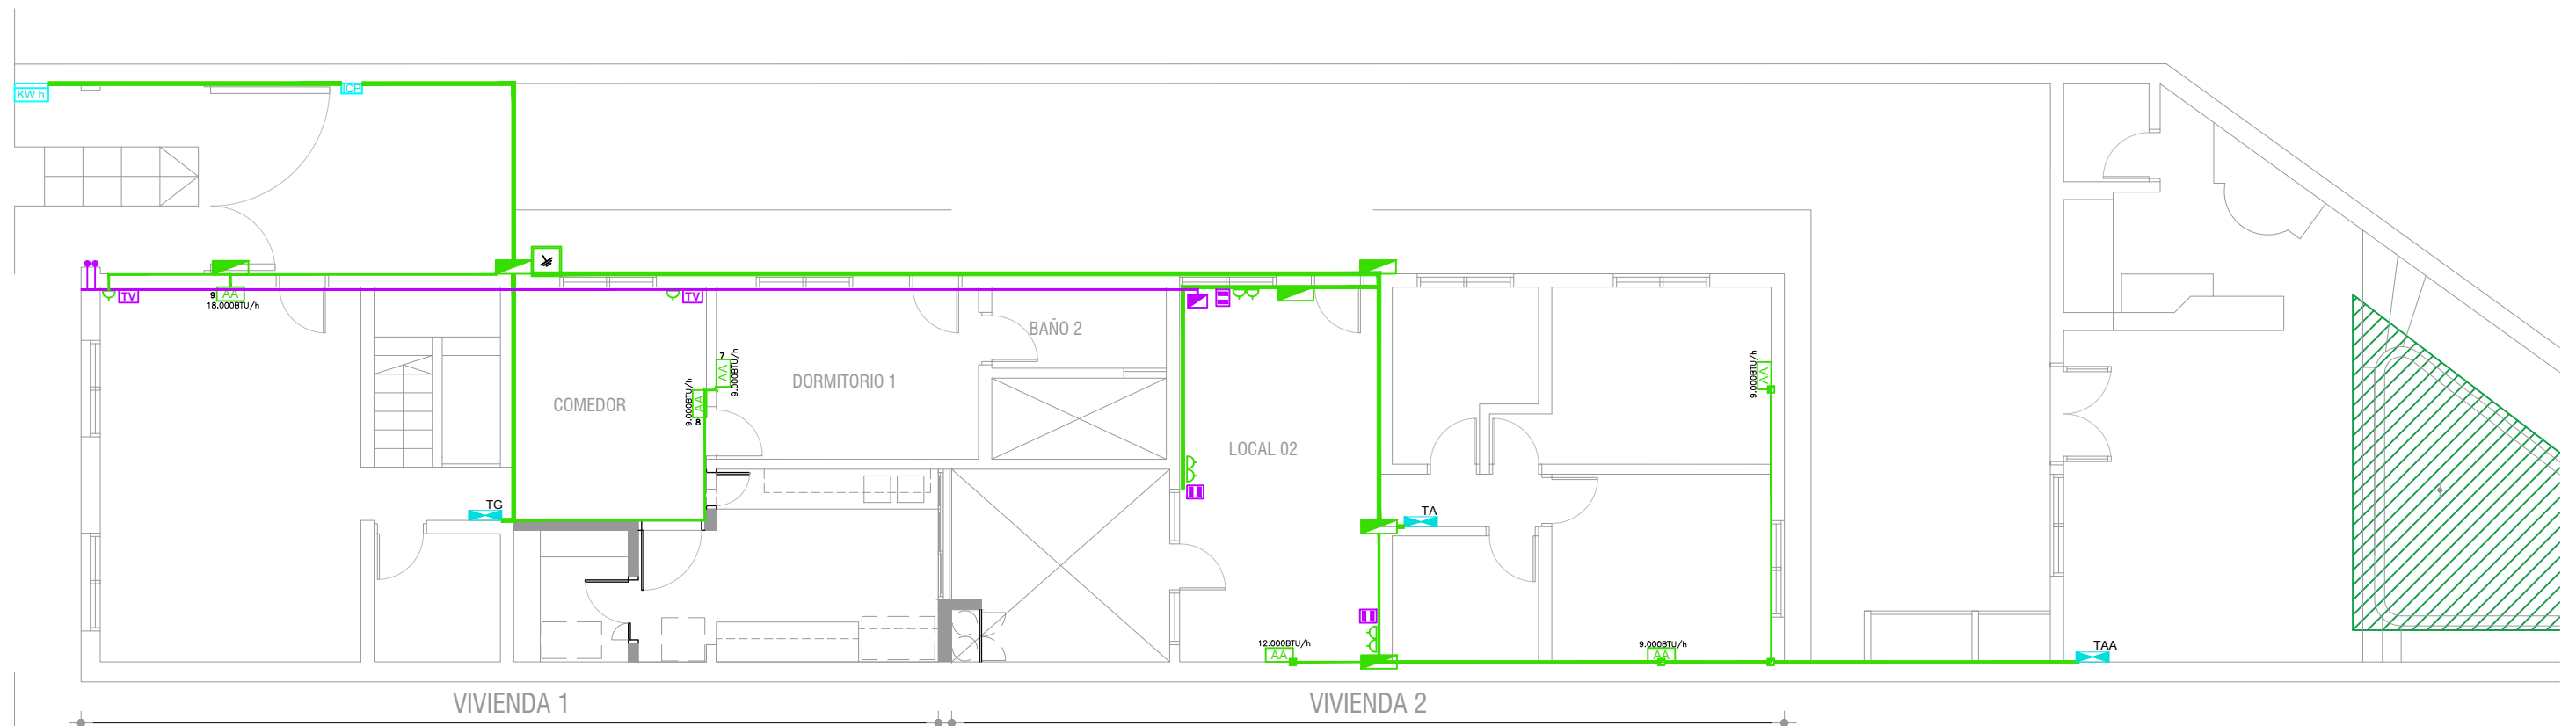 KW h
ICP
TV
9
AA
18.000BTU/h
TV
BAÑO 2
7
AA
9.000BTU/h
DORMITORIO 1
9.000BTU/h
AA
8
COMEDOR
9.000BTU/h
AA
LOCAL 02
TG
TA
12.000BTU/h
AA
9.000BTU/h
AA
TAA
VIVIENDA 1
VIVIENDA 2